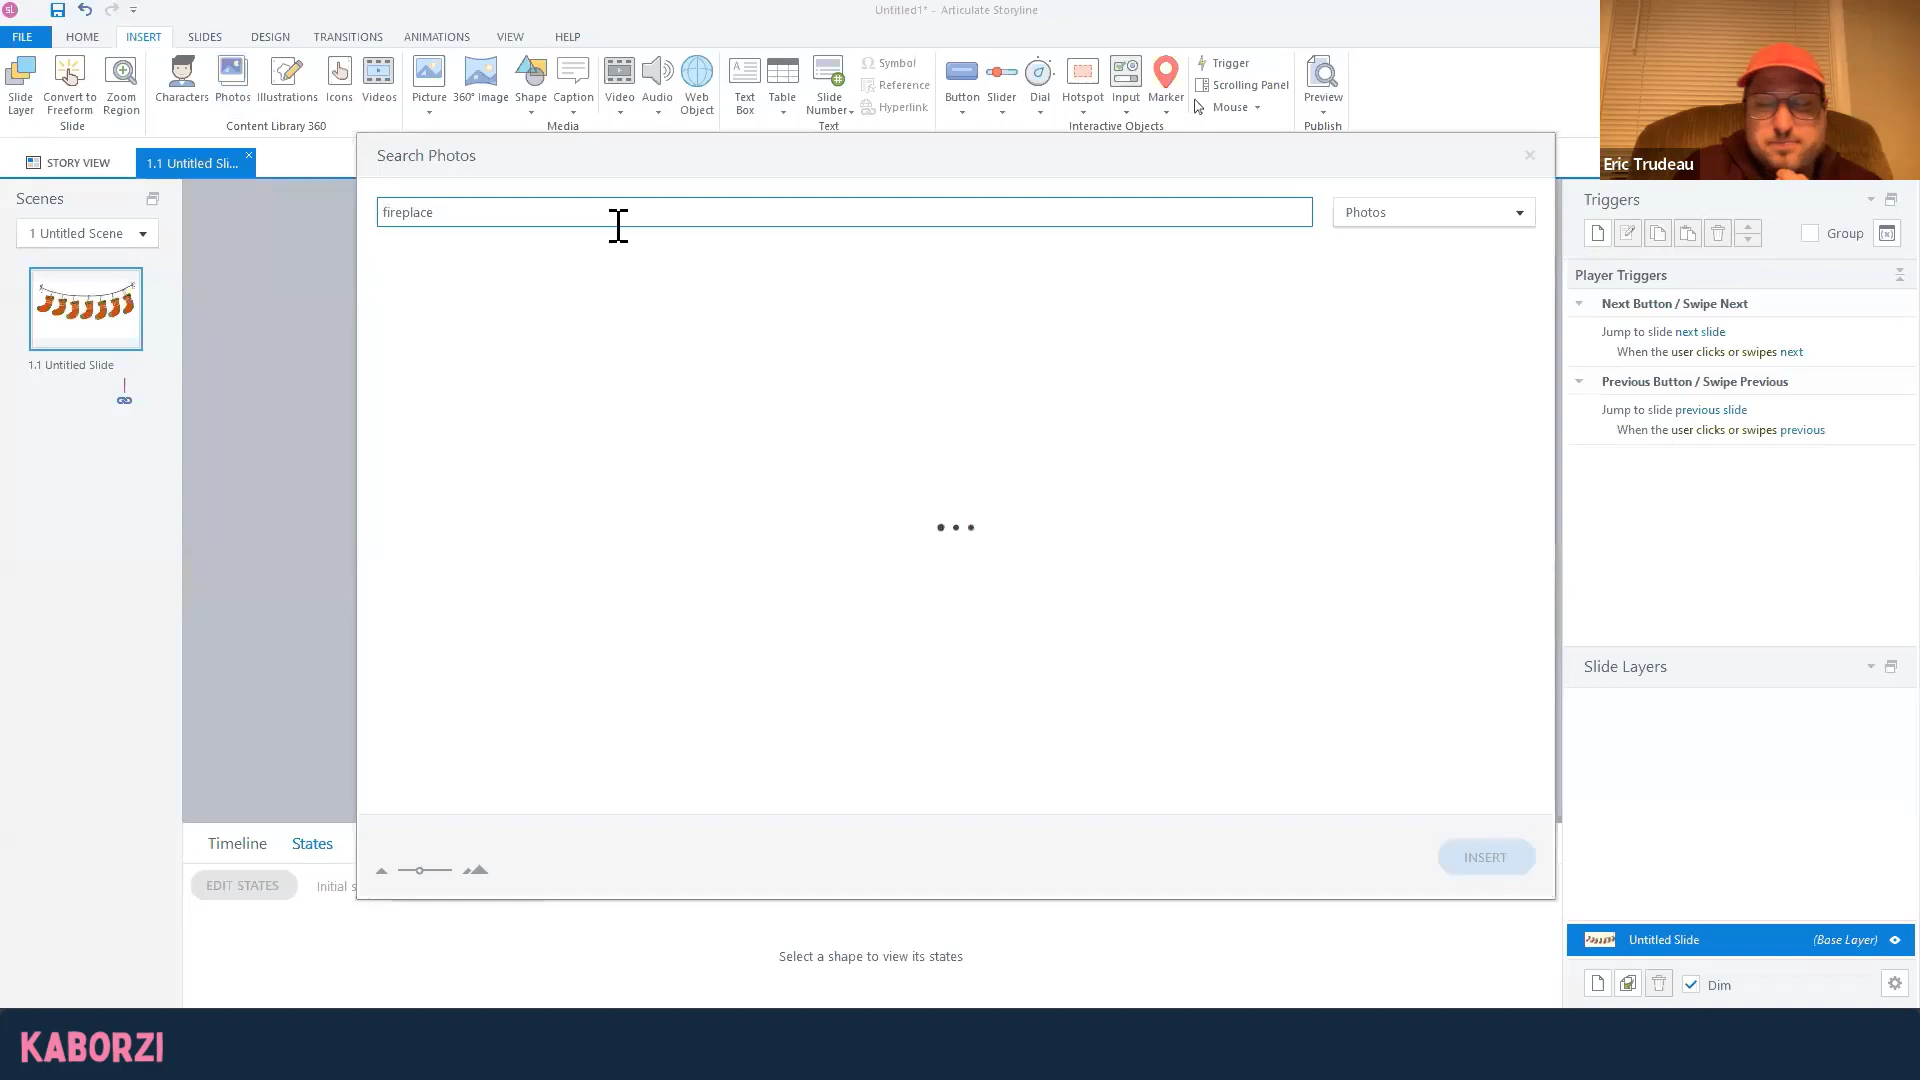 Untitled1* - Articulate Storyline
FILE HOME INSERT SLIDES DESIGN TRANSITIONS ANIMATIONS VIEW HELP
Slide Layer
Convert to Freeform
Zoom Region
Slide
Characters
Photos
Illustrations
Icons
Videos
Content Library 360
Picture
360° Image
Shape
Caption
Video
Audio
Web Object
Media
Text Box
Table
Slide Number
Symbol
Reference
Hyperlink
Text
Button
Slider
Dial
Hotspot
Input
Marker
Trigger
Scrolling Panel
Mouse
Interactive Objects
Preview
Publish
Eric Trudeau
STORY VIEW
1.1 Untitled Sli...
Scenes
1 Untitled Scene
1.1 Untitled Slide
Search Photos
fireplace
Photos
INSERT
Timeline
States
EDIT STATES
Initial s
Select a shape to view its states
Triggers
Group
Player Triggers
Next Button / Swipe Next
Jump to slide next slide
When the user clicks or swipes next
Previous Button / Swipe Previous
Jump to slide previous slide
When the user clicks or swipes previous
Slide Layers
Untitled Slide (Base Layer)
Dim
KABORZI